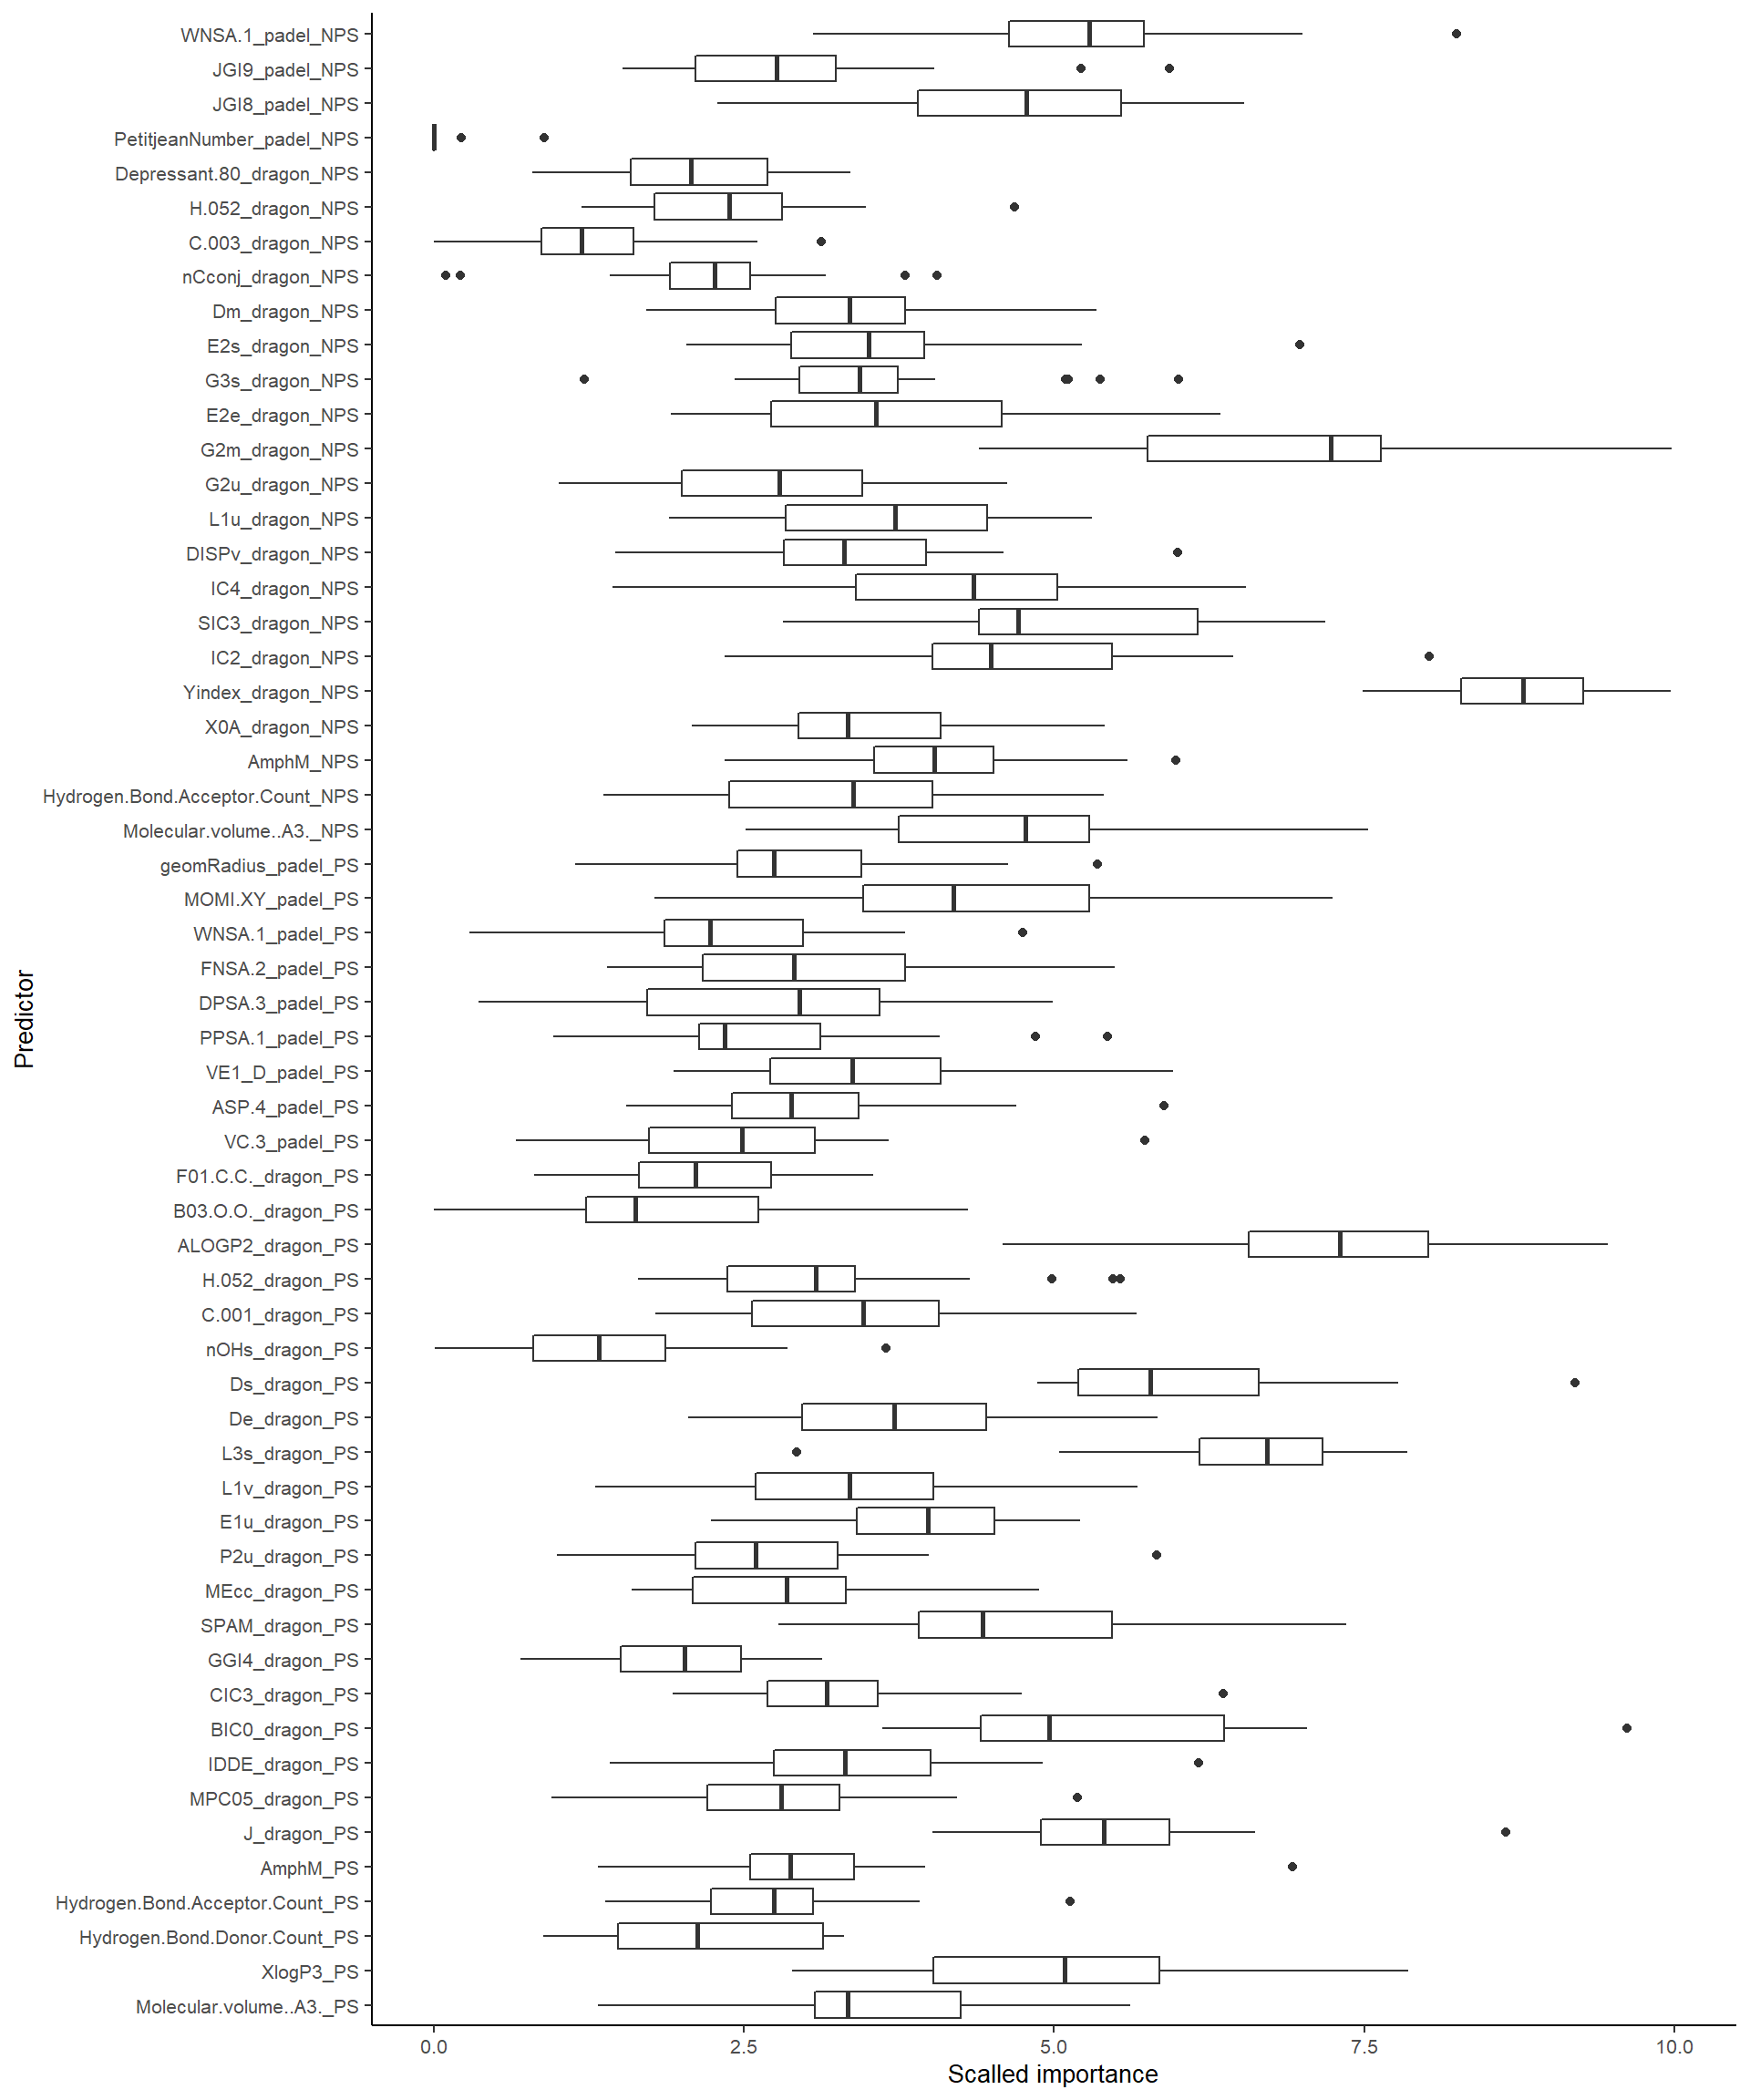 WNSA.1_padel_NPS
JGI9_padel_NPS
JGI8_padel_NPS
PetitjeanNumber_padel_NPS
Depressant.80_dragon_NPS
H.052_dragon_NPS
C.003_dragon_NPS
nCconj_dragon_NPS
Dm_dragon_NPS
E2s_dragon_NPS
G3s_dragon_NPS
E2e_dragon_NPS
G2m_dragon_NPS
G2u_dragon_NPS
L1u_dragon_NPS
DISPv_dragon_NPS
IC4_dragon_NPS
SIC3_dragon_NPS
IC2_dragon_NPS
Yindex_dragon_NPS
X0A_dragon_NPS
AmphM_NPS
Hydrogen.Bond.Acceptor.Count_NPS
Molecular.volume..A3._NPS
geomRadius_padel_PS
MOMI.XY_padel_PS
WNSA.1_padel_PS
FNSA.2_padel_PS
DPSA.3_padel_PS
PPSA.1_padel_PS
VE1_D_padel_PS
ASP.4_padel_PS
VC.3_padel_PS
F01.C.C._dragon_PS
B03.O.O._dragon_PS
ALOGP2_dragon_PS
H.052_dragon_PS
C.001_dragon_PS
nOHs_dragon_PS
Ds_dragon_PS
De_dragon_PS
L3s_dragon_PS
L1v_dragon_PS
E1u_dragon_PS
P2u_dragon_PS
MEcc_dragon_PS
SPAM_dragon_PS
GGI4_dragon_PS
CIC3_dragon_PS
BIC0_dragon_PS
IDDE_dragon_PS
MPC05_dragon_PS
J_dragon_PS
AmphM_PS
Hydrogen.Bond.Acceptor.Count_PS
Hydrogen.Bond.Donor.Count_PS
XlogP3_PS
Molecular.volume..A3._PS
Predictor
0.0 2.5 5.0 7.5 10.0
Scalled importance